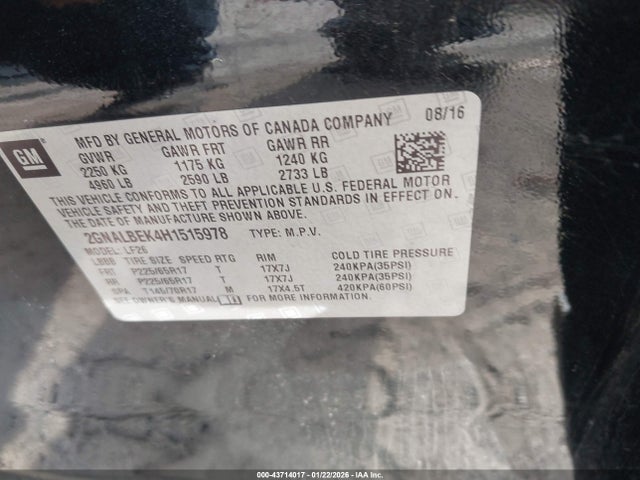 GM
MFD BY GENERAL MOTORS OF CANADA COMPANY 08/16
GVWR GAWR FRT GAWR RR
2250 KG 1175 KG 1240 KG
4960 LB 2590 LB 2733 LB
THIS VEHICLE CONFORMS TO ALL APPLICABLE U.S. FEDERAL MOTOR
VEHICLE SAFETY AND THEFT PREVENTION STANDARDS IN EFFECT ON
THE DATE OF MANUFACTURE SHOWN ABOVE.
2GNALBEK4H1515978 TYPE: M.P.V.
MODEL: LF26
TIRE SIZE SPEED RTG RIM COLD TIRE PRESSURE
FRT P225/65R17 T 17X7J 240KPA(35PSI)
RR P225/65R17 T 17X7J 240KPA(35PSI)
SPA T145/70R17 M 17X4.5T 420KPA(60PSI)
SEE OWNER'S MANUAL FOR MORE INFORMATION.
000-43714017 - 01/22/2026 - IAA Inc.